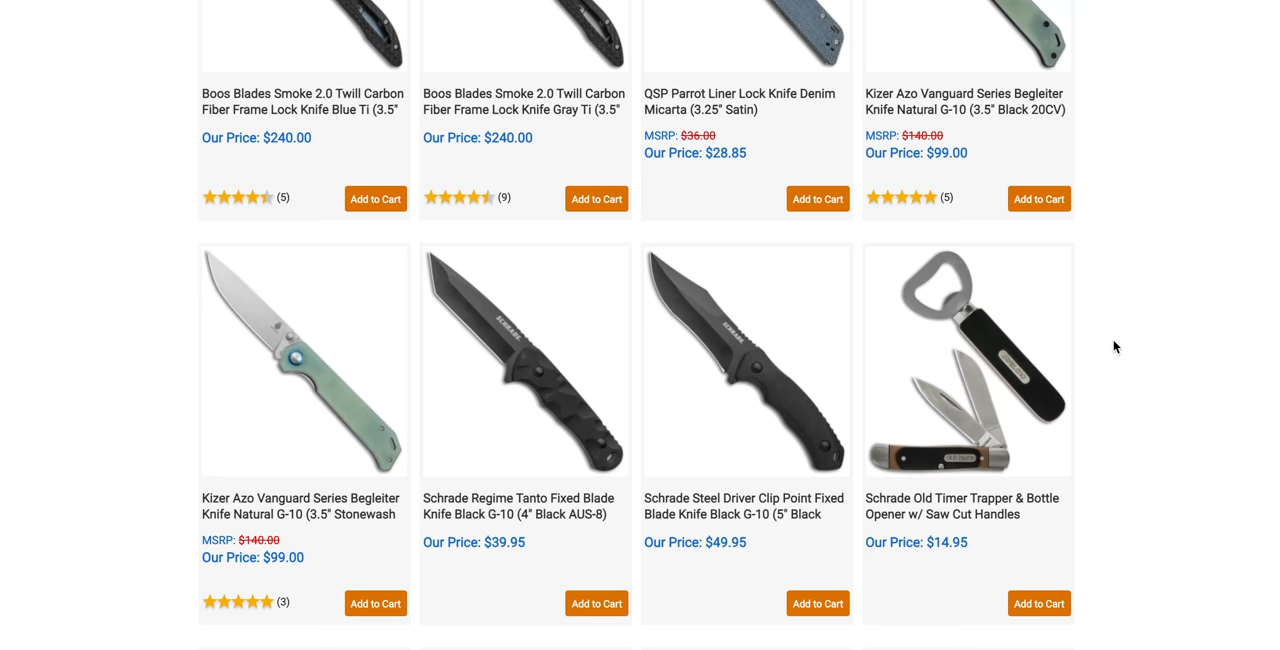 Boos Blades Smoke 2.0 Twill Carbon
Fiber Frame Lock Knife Blue Ti (3.5"
Our Price: $240.00
(5)
Add to Cart
Boos Blades Smoke 2.0 Twill Carbon
Fiber Frame Lock Knife Gray Ti (3.5"
Our Price: $240.00
(9)
Add to Cart
QSP Parrot Liner Lock Knife Denim
Micarta (3.25" Satin)
MSRP: $36.00
Our Price: $28.85
Add to Cart
Kizer Azo Vanguard Series Begleiter
Knife Natural G-10 (3.5" Black 20CV)
MSRP: $140.00
Our Price: $99.00
(5)
Add to Cart
Kizer Azo Vanguard Series Begleiter
Knife Natural G-10 (3.5" Stonewash
MSRP: $140.00
Our Price: $99.00
(3)
Add to Cart
SCHRADE
Schrade Regime Tanto Fixed Blade
Knife Black G-10 (4" Black AUS-8)
Our Price: $39.95
Add to Cart
SCHRADE
Schrade Steel Driver Clip Point Fixed
Blade Knife Black G-10 (5" Black
Our Price: $49.95
Add to Cart
OLD TIMER
Schrade Old Timer Trapper & Bottle
Opener w/ Saw Cut Handles
Our Price: $14.95
Add to Cart